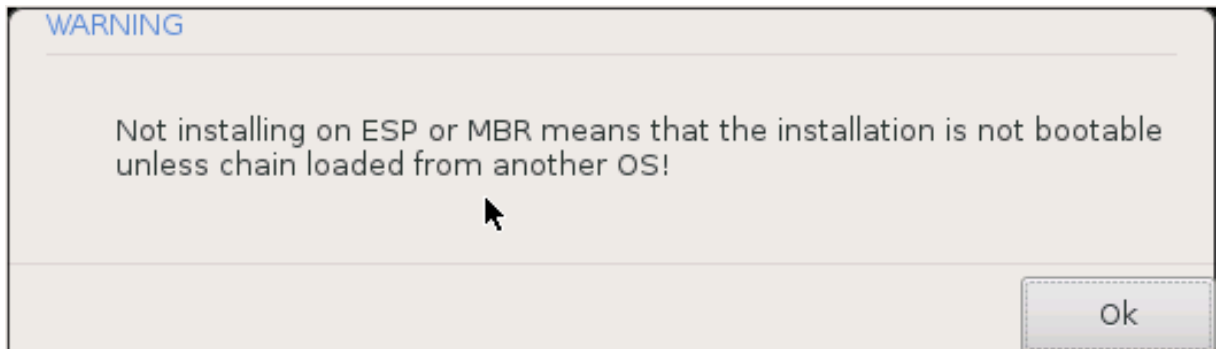 WARNING
Not installing on ESP or MBR means that the installation is not bootable
unless chain loaded from another OS!
Ok